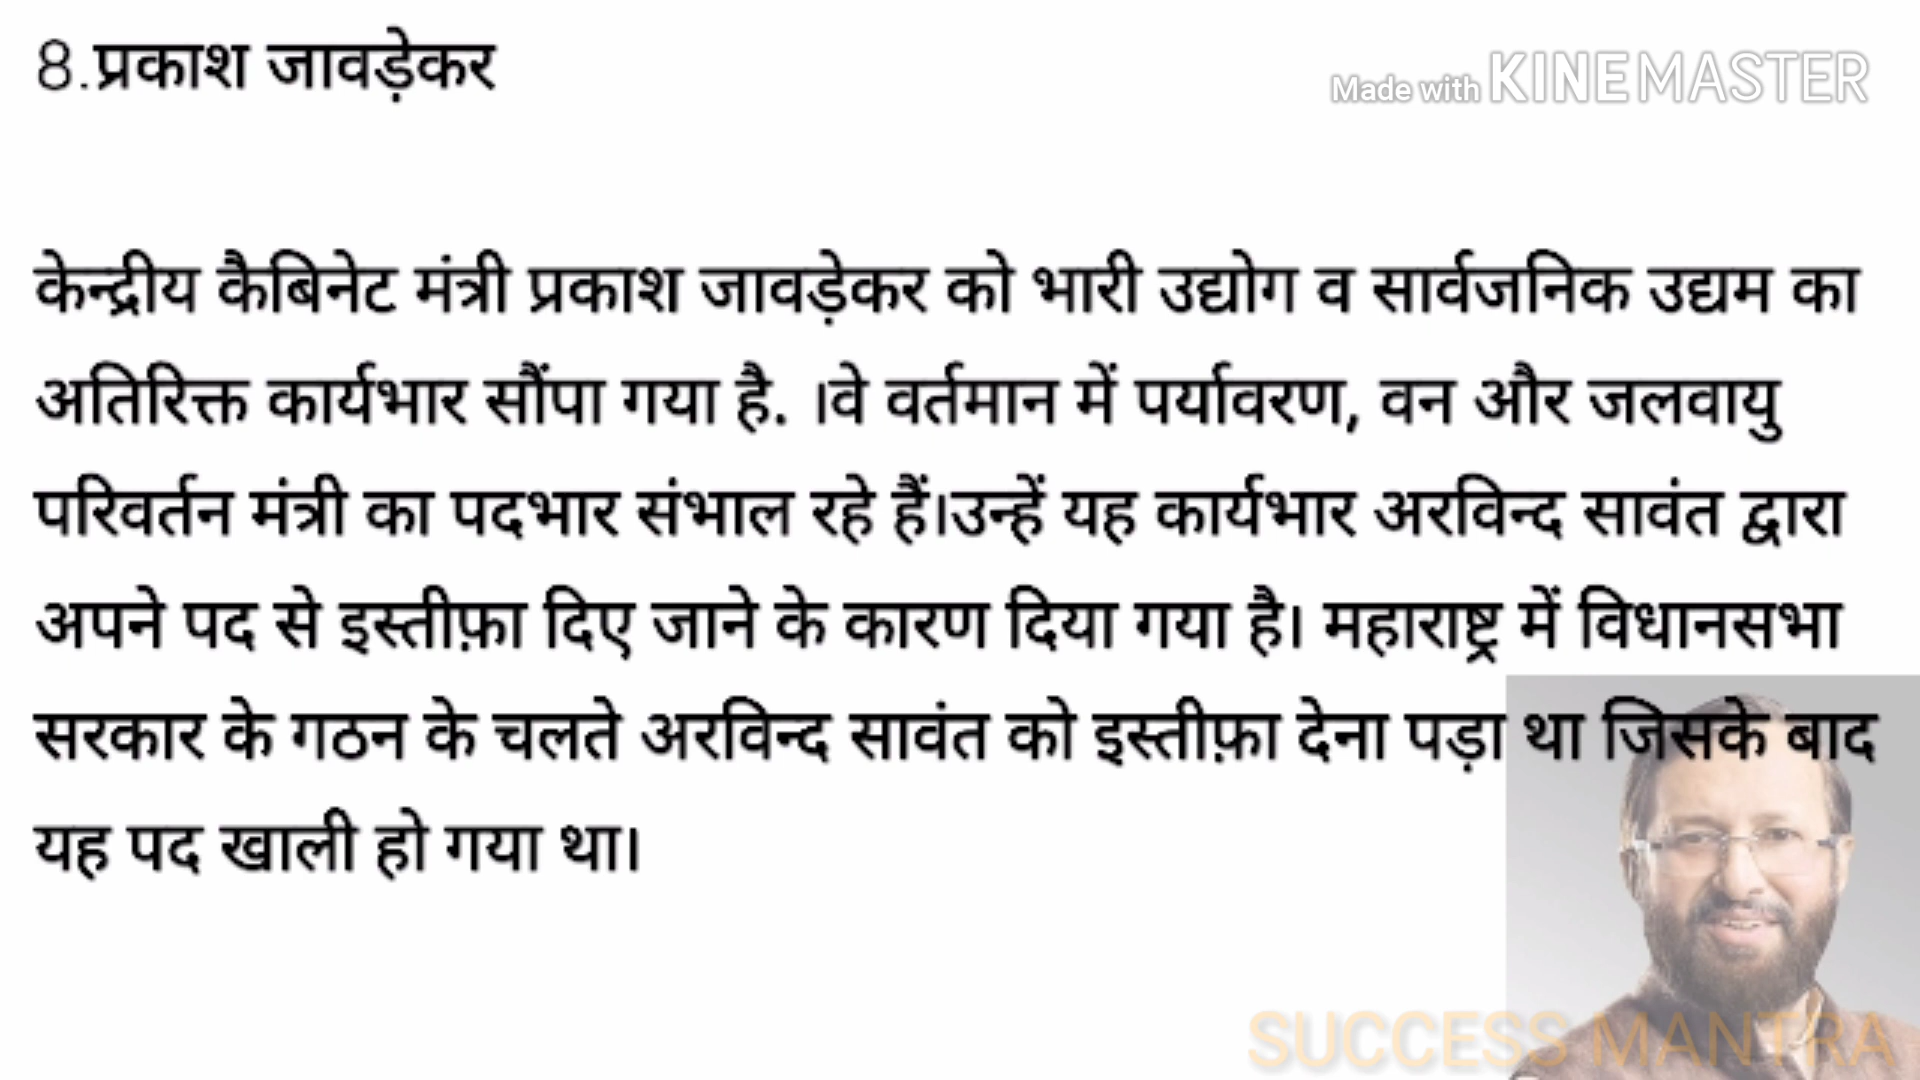 8.प्रकाश जावड़ेकर
Made with KINEMASTER
केन्द्रीय कैबिनेट मंत्री प्रकाश जावड़ेकर को भारी उद्योग व सार्वजनिक उद्यम का
अतिरिक्त कार्यभार सौंपा गया है. ।वे वर्तमान में पर्यावरण, वन और जलवायु
परिवर्तन मंत्री का पदभार संभाल रहे हैं।उन्हें यह कार्यभार अरविन्द सावंत द्वारा
अपने पद से इस्तीफ़ा दिए जाने के कारण दिया गया है। महाराष्ट्र में विधानसभा
सरकार के गठन के चलते अरविन्द सावंत को इस्तीफ़ा देना पड़ा था जिसके बाद
यह पद खाली हो गया था।
SUCCESS MANTRA